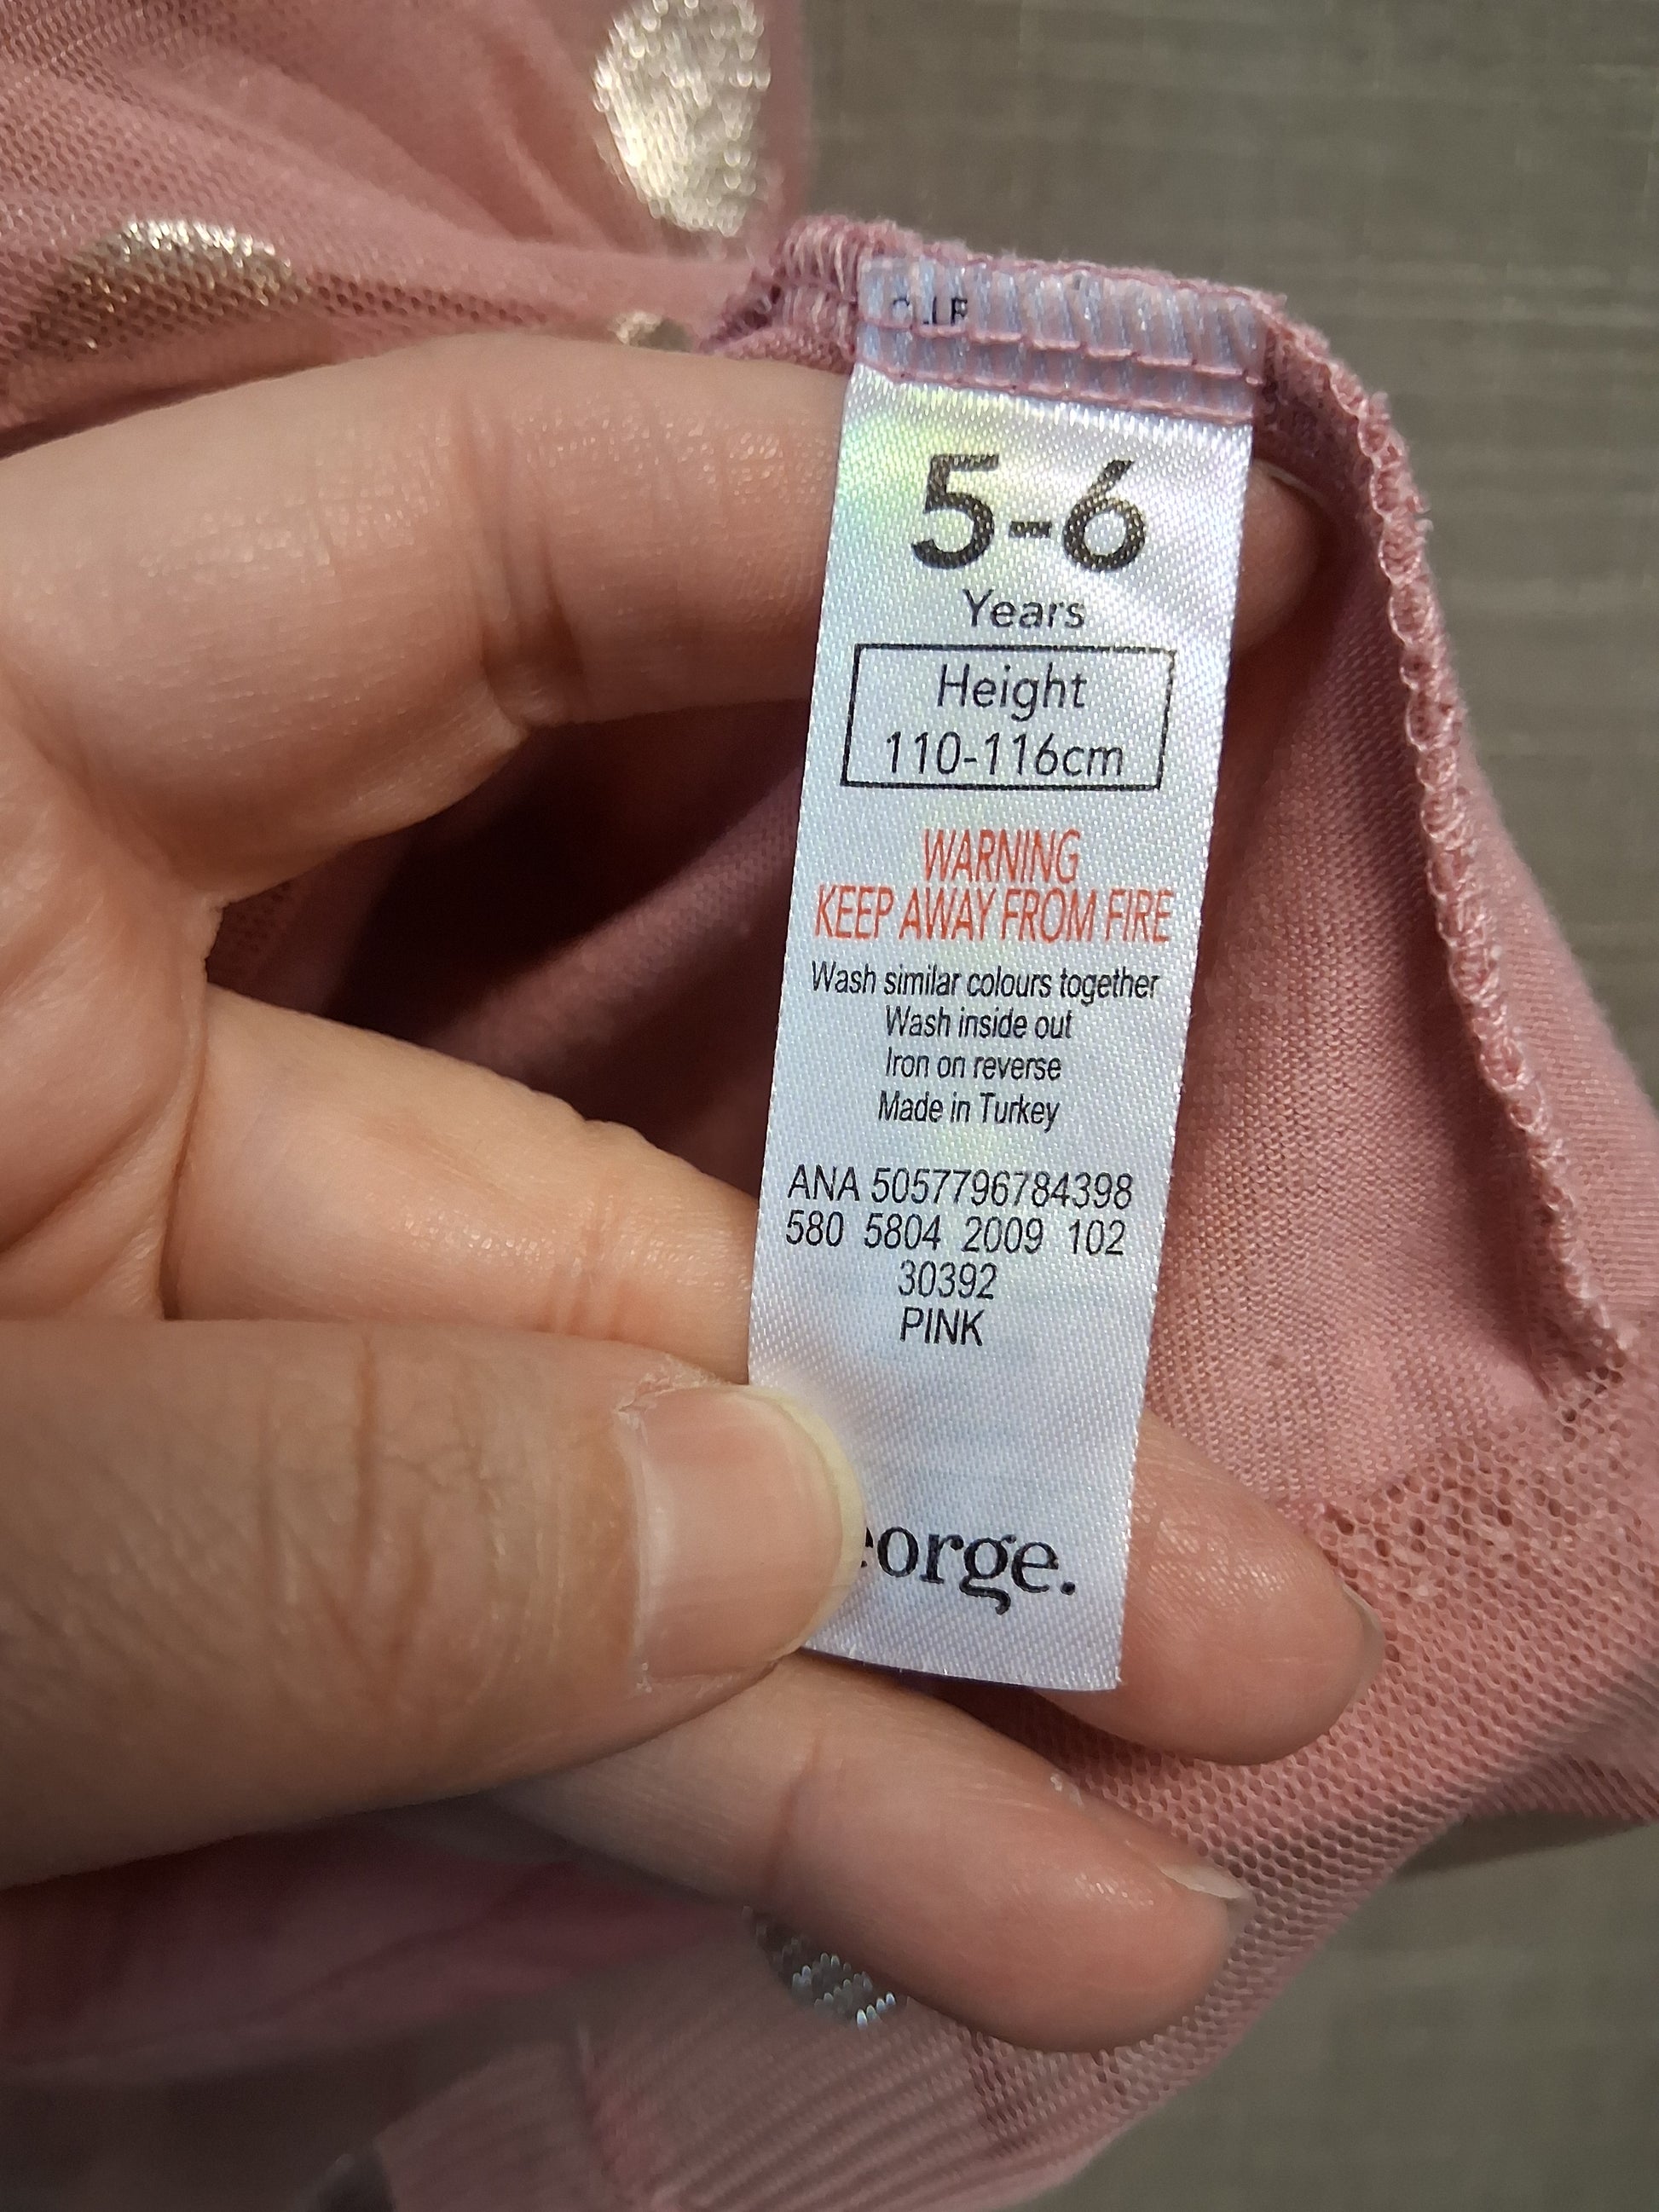 5-6
Years
Height
110-116cm
WARNING
KEEP AWAY FROM FIRE
Wash similar colours together
Wash inside out
Iron on reverse
Made in Turkey
ANA 5057796784398
580 5804 2009 102
30392
PINK
eorge.